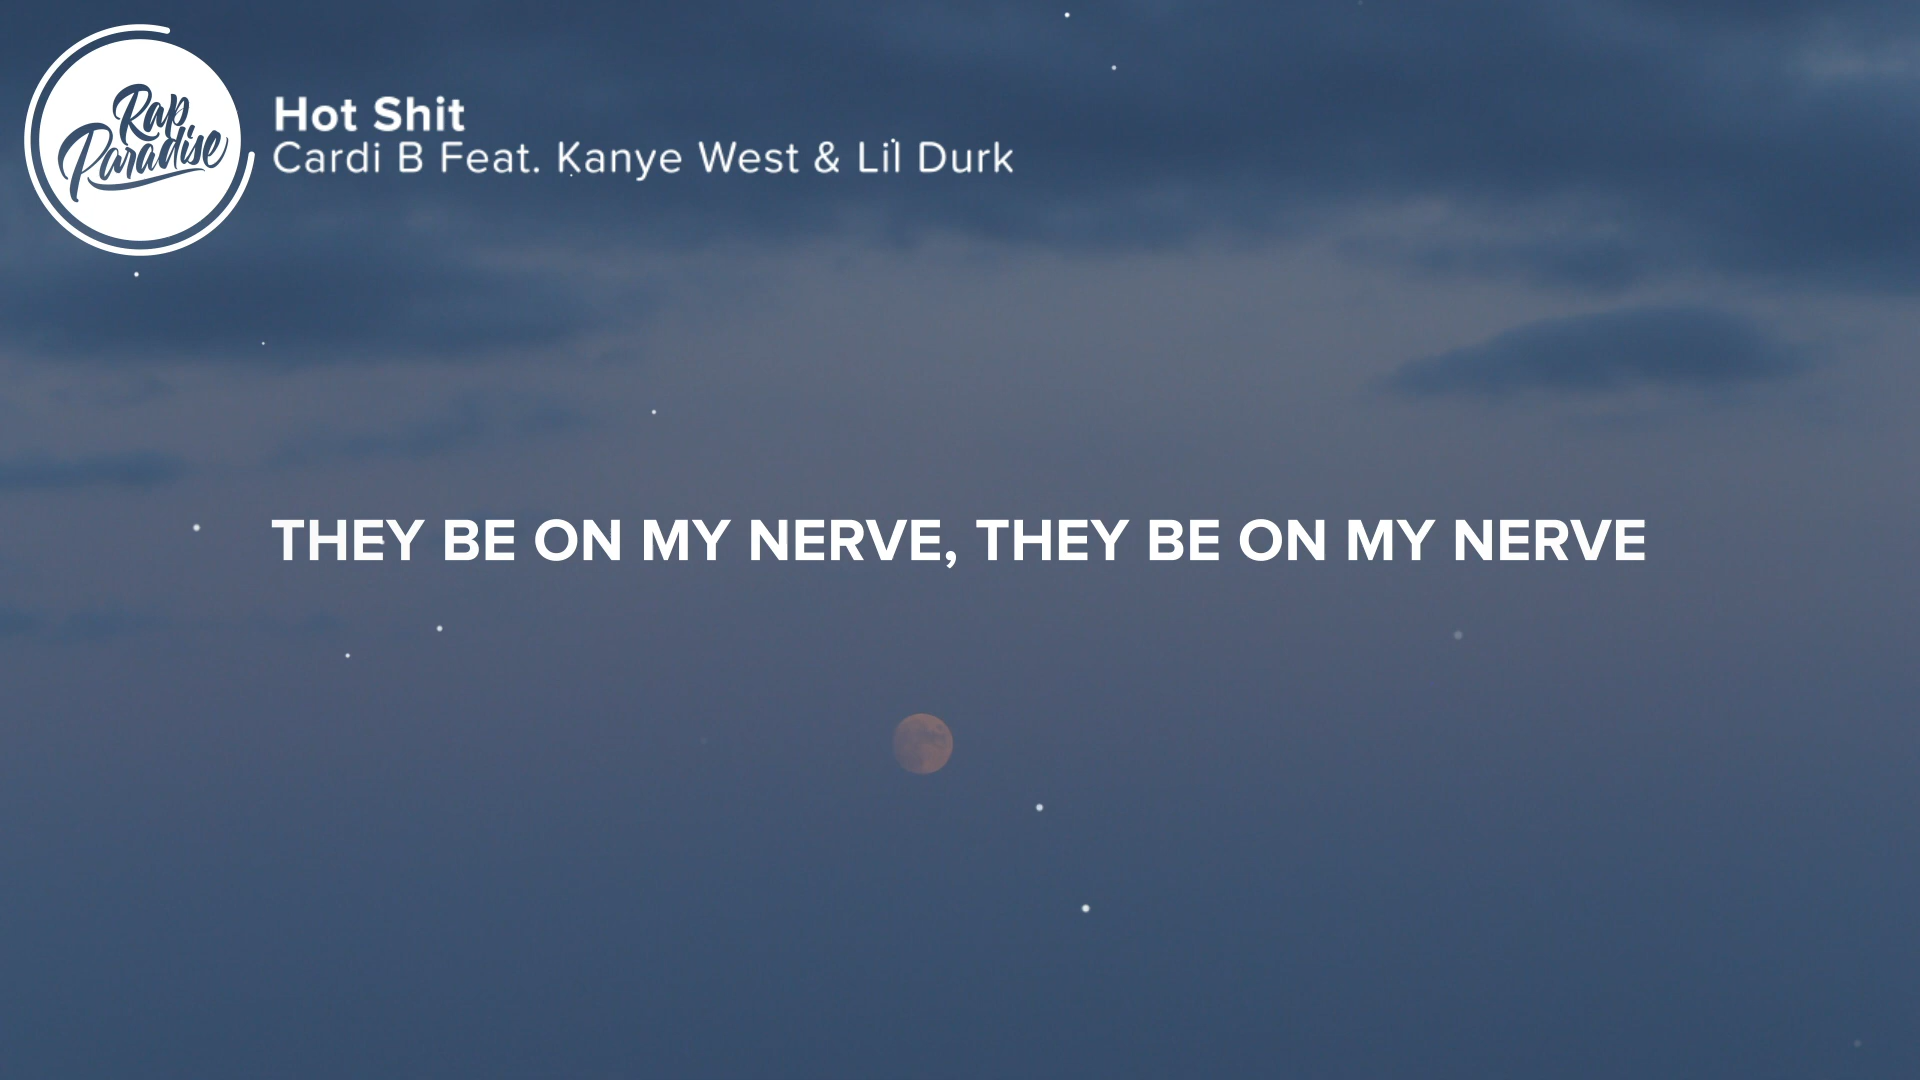 Rap
Paradise
Hot Shit
Cardi B Feat. Kanye West & Lil Durk
THEY BE ON MY NERVE, THEY BE ON MY NERVE